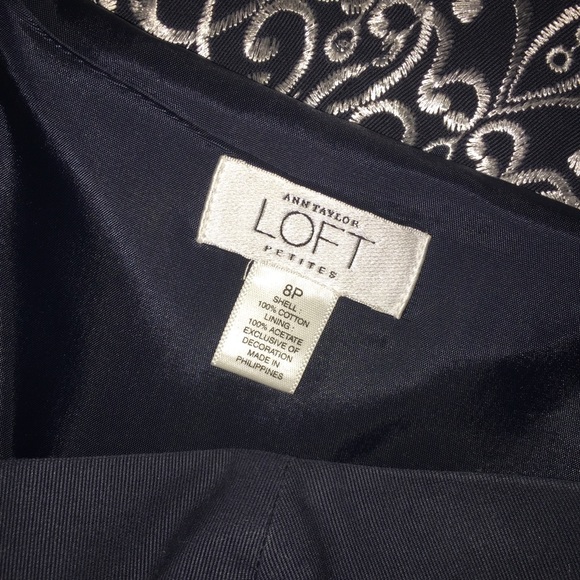 ANN TAYLOR
LOFT
PETITES
8P
SHELL :
100% COTTON
LINING :
100% ACETATE
EXCLUSIVE OF
DECORATION
MADE IN
PHILIPPINES